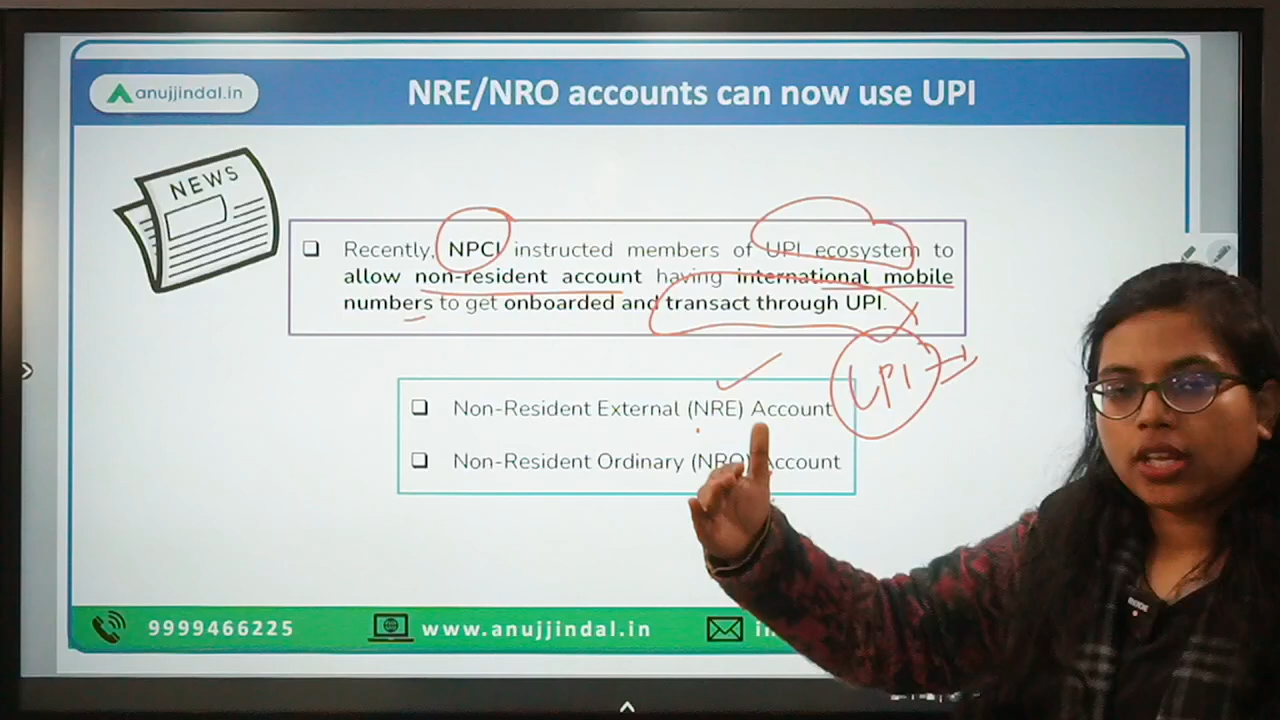 anujjindal.in
NRE/NRO accounts can now use UPI
NEWS
Recently, NPCI instructed members of UPI ecosystem to
allow non-resident account having international mobile
numbers to get onboarded and transact through UPI.
UPI
Non-Resident External (NRE) Account
Non-Resident Ordinary (NRO) Account
9999466225
www.anujjindal.in